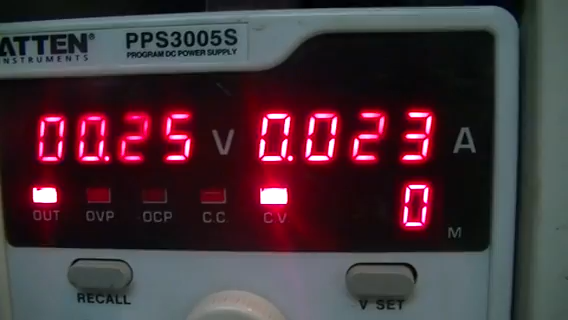 ATTEN® PPS3005S
INSTRUMENTS PROGRAM DC POWER SUPPLY
00.25 V 0.023 A
OUT OVP OCP C.C. C.V 0 M
RECALL V SET